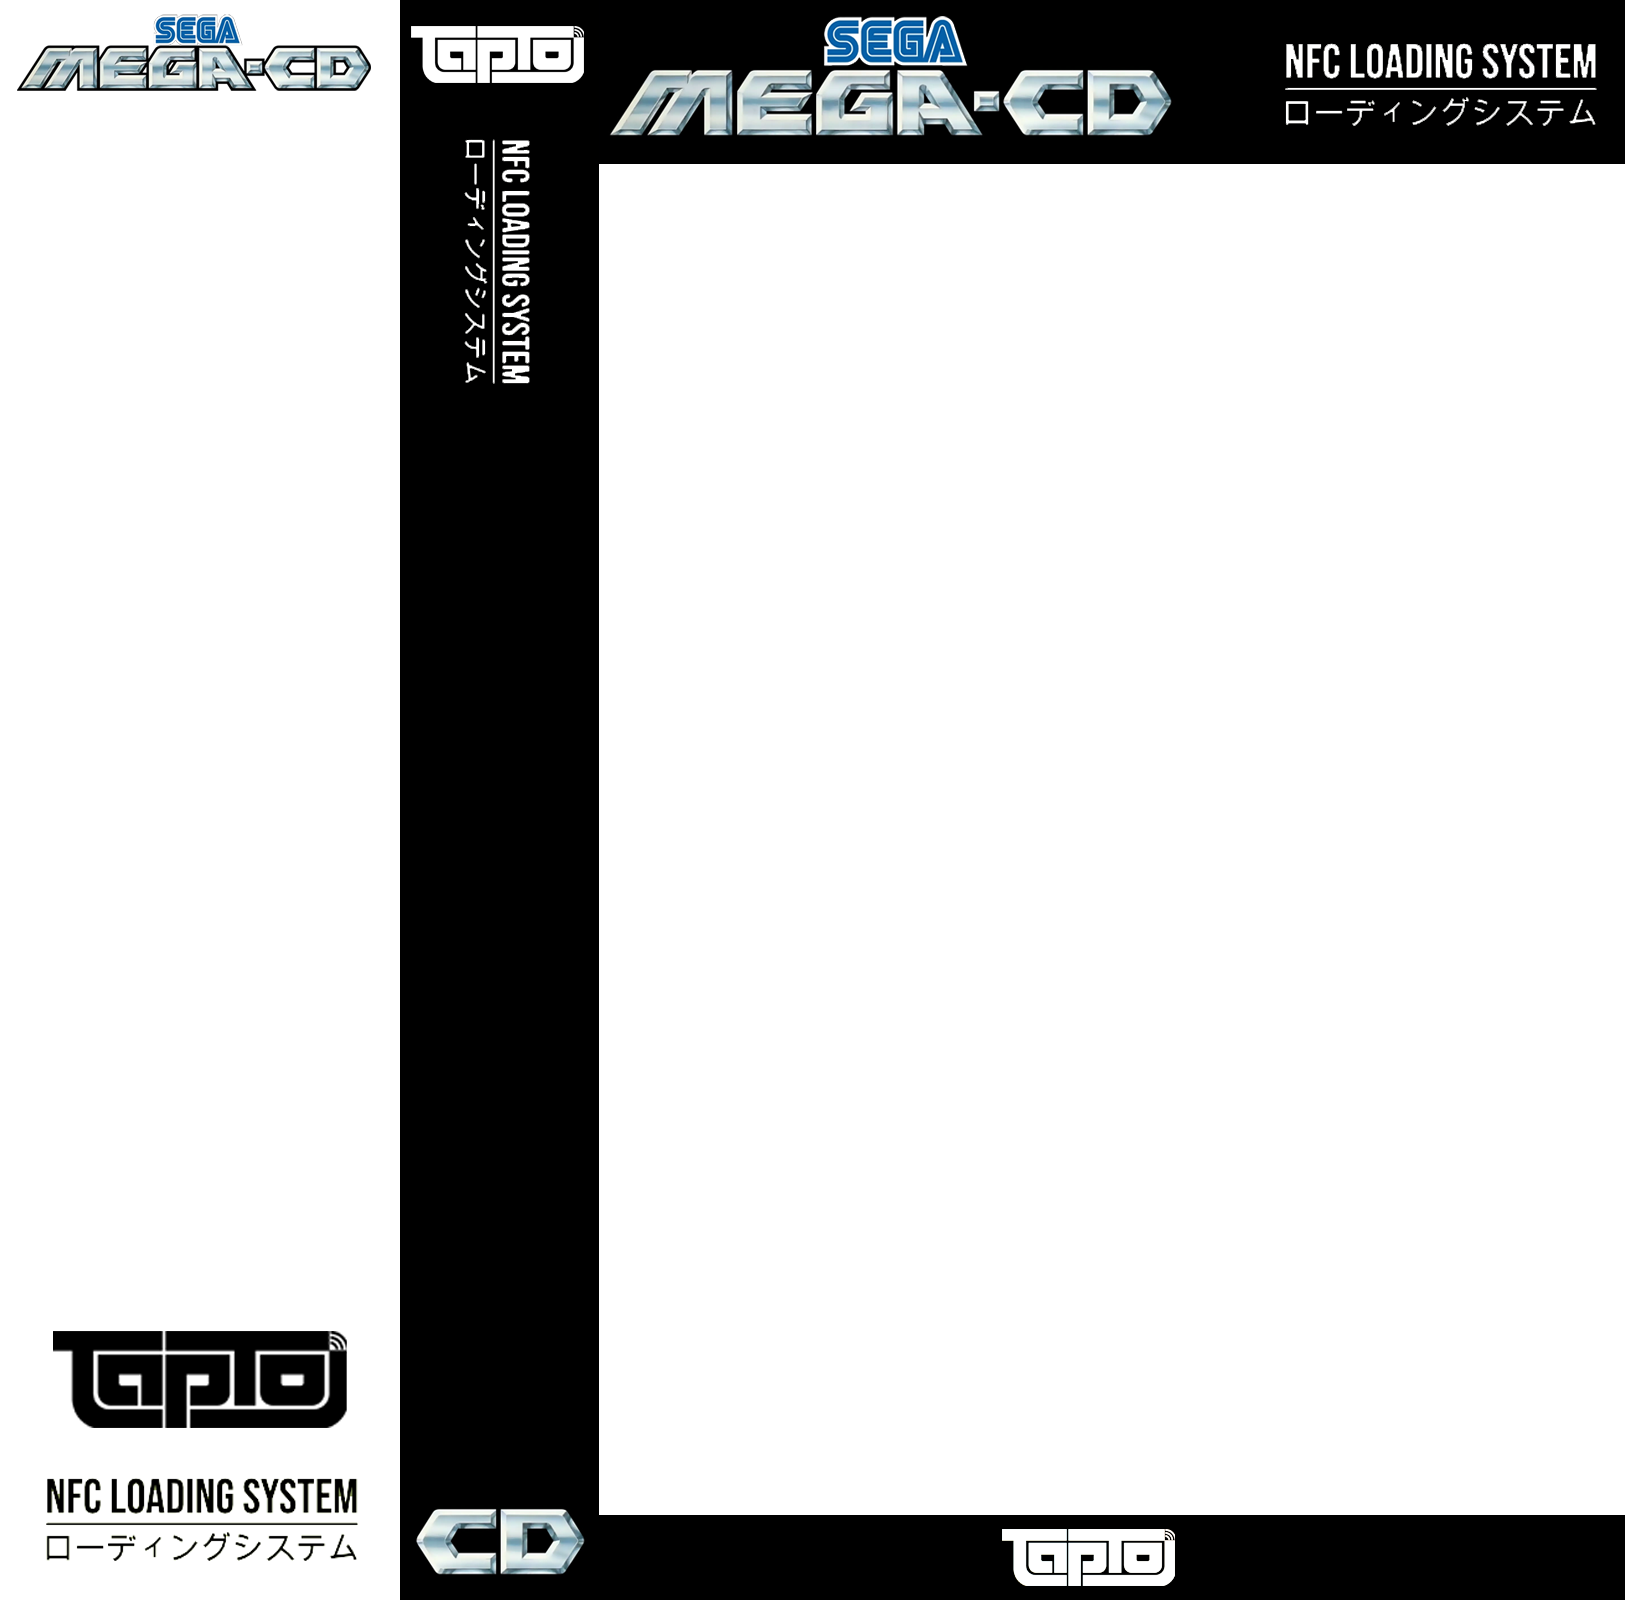 SEGA
MEGA-CD
TapTo
NFC LOADING SYSTEM
ローディングシステム
TapTo
NFC LOADING SYSTEM
ローディングシステム
CD
SEGA
MEGA-CD
NFC LOADING SYSTEM
ローディングシステム
TapTo